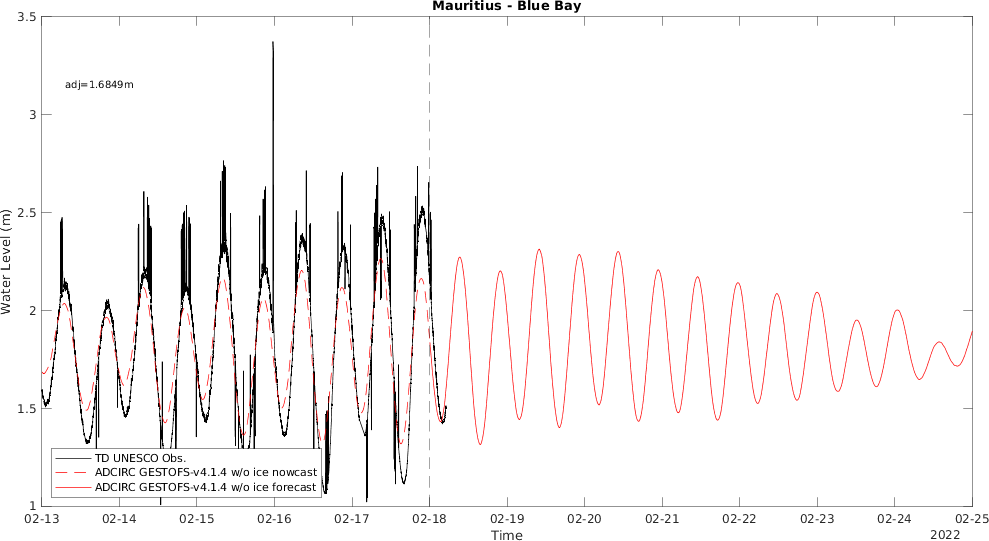 Mauritius - Blue Bay
3.5
3
2.5
2
1.5
1
Water Level (m)
adj=1.6849m
TD UNESCO Obs.
ADCIRC GESTOFS-v4.1.4 w/o ice nowcast
ADCIRC GESTOFS-v4.1.4 w/o ice forecast
02-13 02-14 02-15 02-16 02-17 02-18 02-19 02-20 02-21 02-22 02-23 02-24 02-25
Time
2022